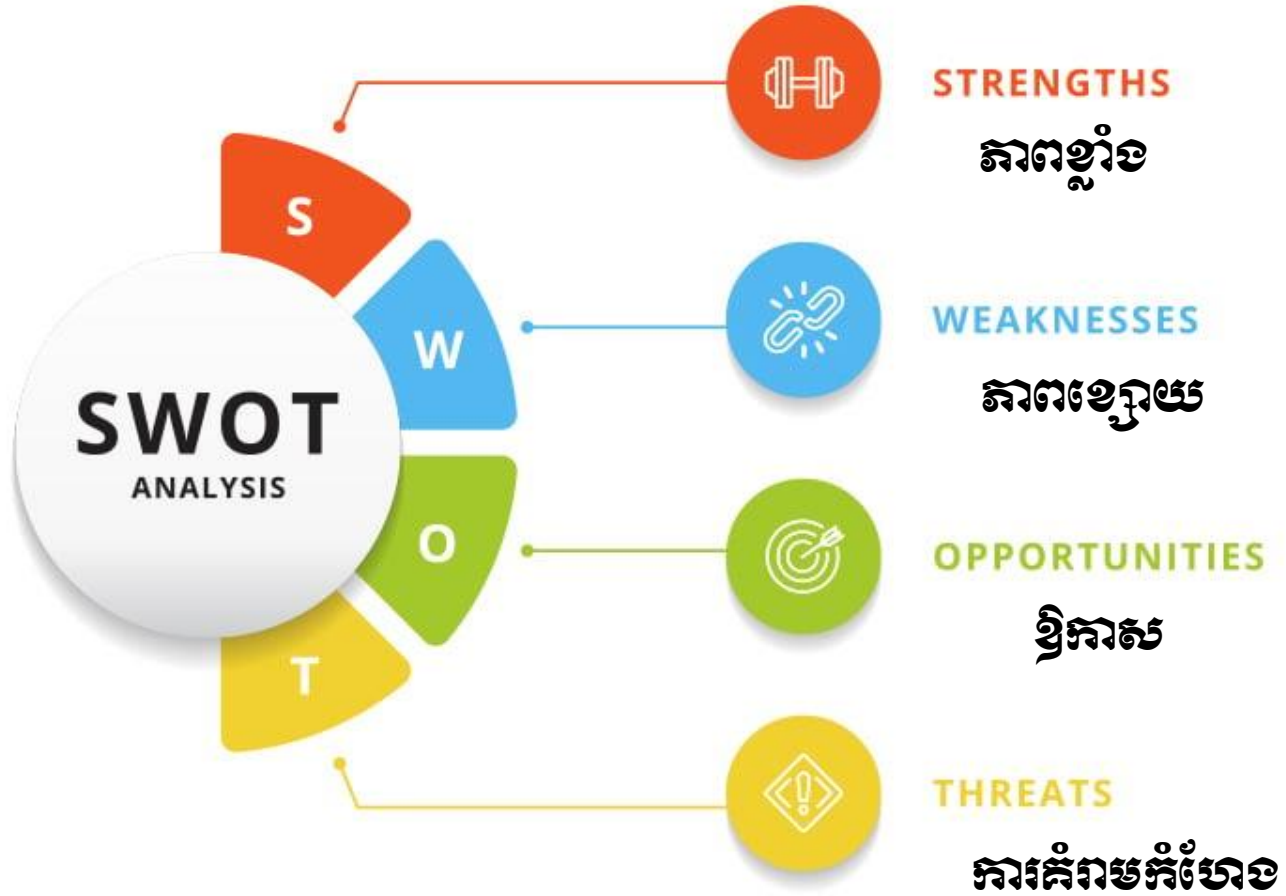 SWOT
ANALYSIS
S
W
O
T
STRENGTHS
ភាពខ្លាំង
WEAKNESSES
ភាពខ្សោយ
OPPORTUNITIES
ឱកាស
THREATS
ការគំរាមកំហែង